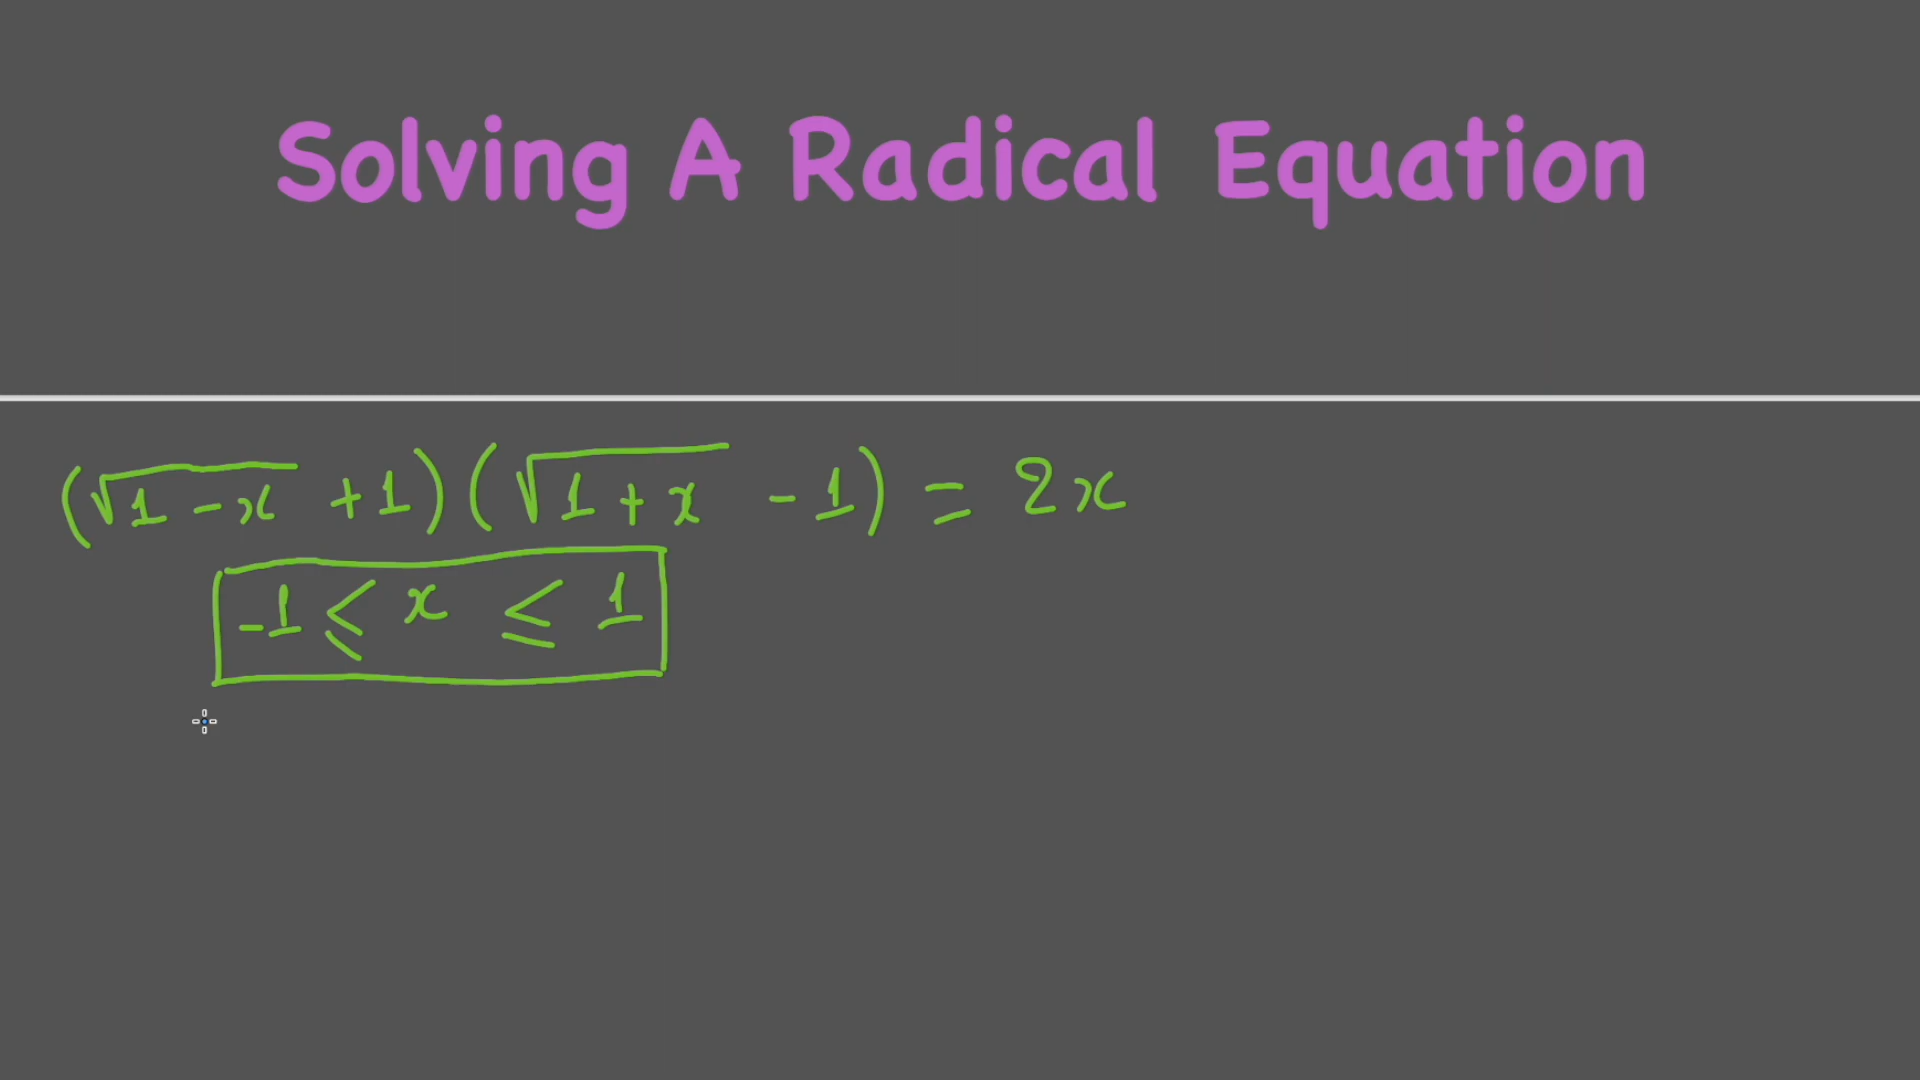 Solving A Radical Equation
(√1-x +1)(√1+x -1) = 2x
-1 ≤ x ≤ 1